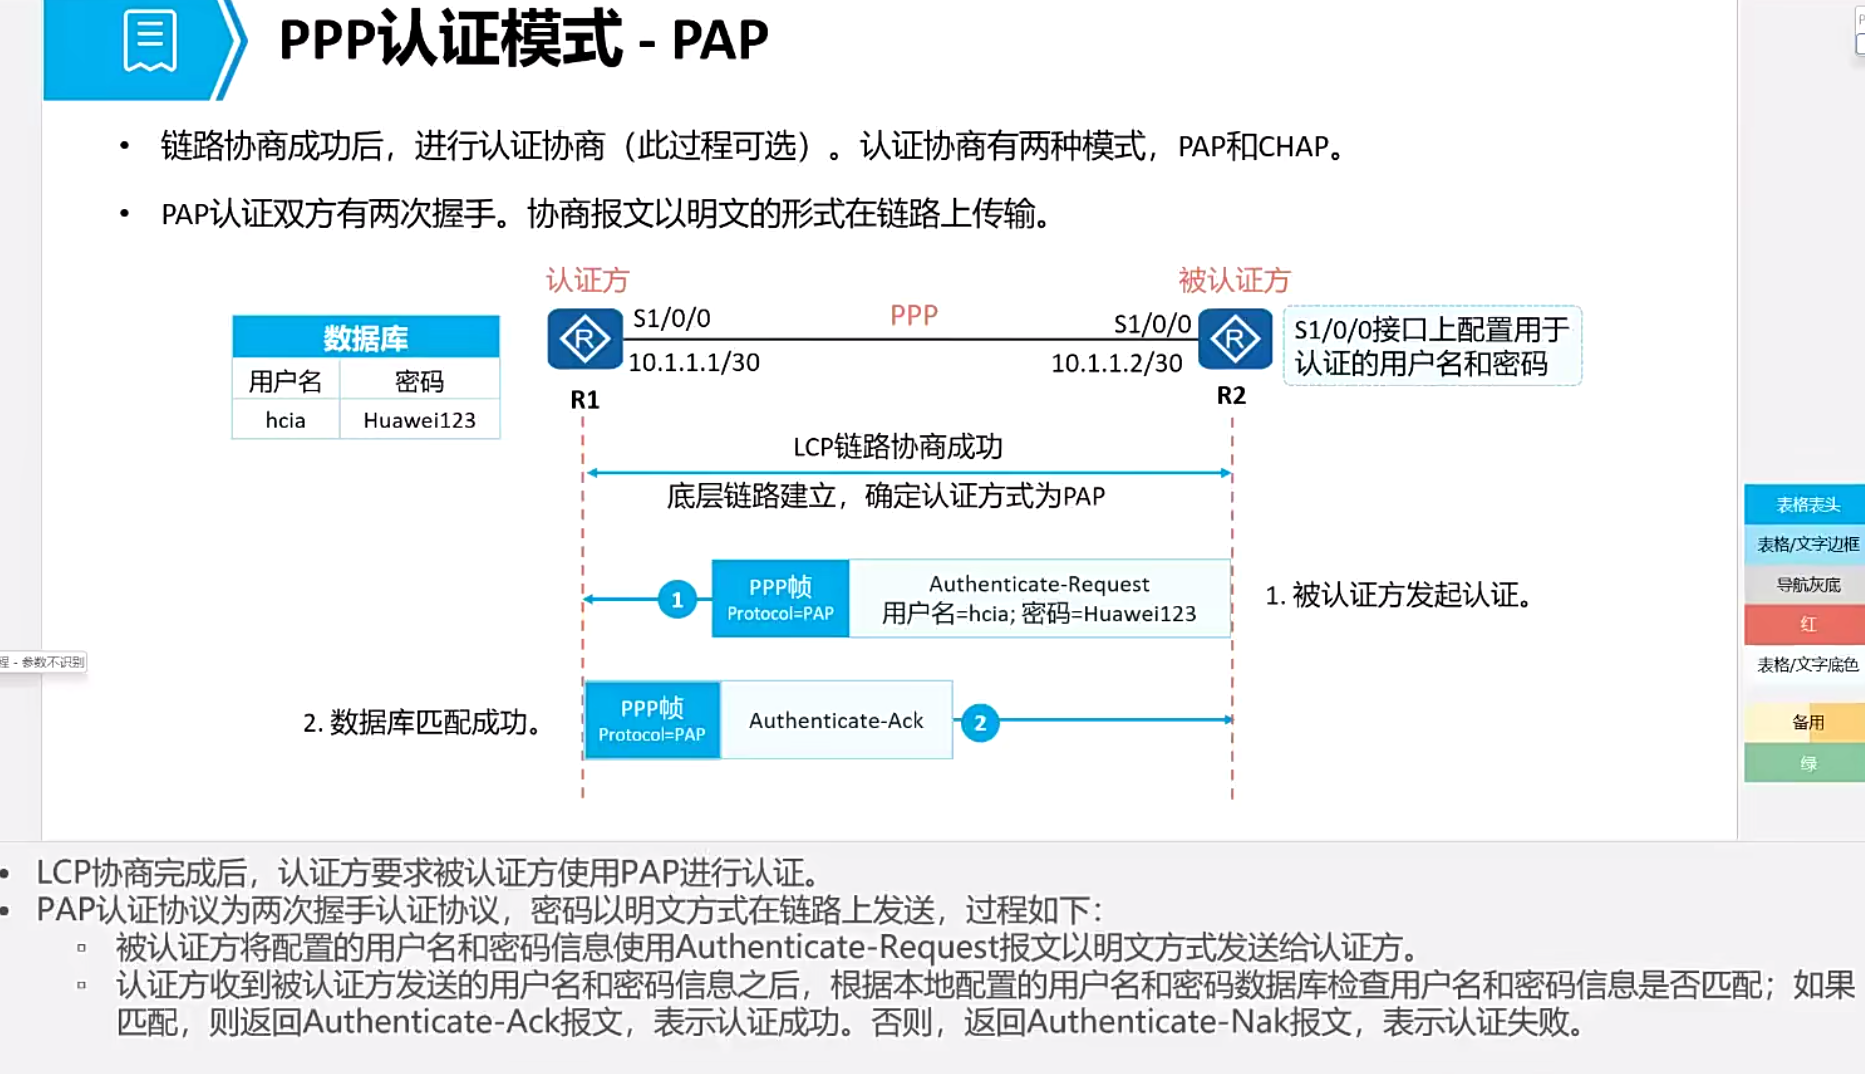 PPP认证模式 - PAP
• 链路协商成功后，进行认证协商（此过程可选）。认证协商有两种模式，PAP和CHAP。
• PAP认证双方有两次握手。协商报文以明文的形式在链路上传输。
认证方
被认证方
数据库
用户名 密码
hcia Huawei123
S1/0/0
PPP
S1/0/0
10.1.1.1/30
10.1.1.2/30
S1/0/0接口上配置用于
认证的用户名和密码
R1
R2
LCP链路协商成功
底层链路建立，确定认证方式为PAP
1
PPP帧
Protocol=PAP
Authenticate-Request
用户名=hcia; 密码=Huawei123
1. 被认证方发起认证。
2. 数据库匹配成功。
PPP帧
Protocol=PAP
Authenticate-Ack
2
表格表头
表格/文字边框
导航灰底
红
表格/文字底色
备用
绿
程 - 参数不识别
• LCP协商完成后，认证方要求被认证方使用PAP进行认证。
• PAP认证协议为两次握手认证协议，密码以明文方式在链路上发送，过程如下：
▫ 被认证方将配置的用户名和密码信息使用Authenticate-Request报文以明文方式发送给认证方。
▫ 认证方收到被认证方发送的用户名和密码信息之后，根据本地配置的用户名和密码数据库检查用户名和密码信息是否匹配；如果
匹配，则返回Authenticate-Ack报文，表示认证成功。否则，返回Authenticate-Nak报文，表示认证失败。